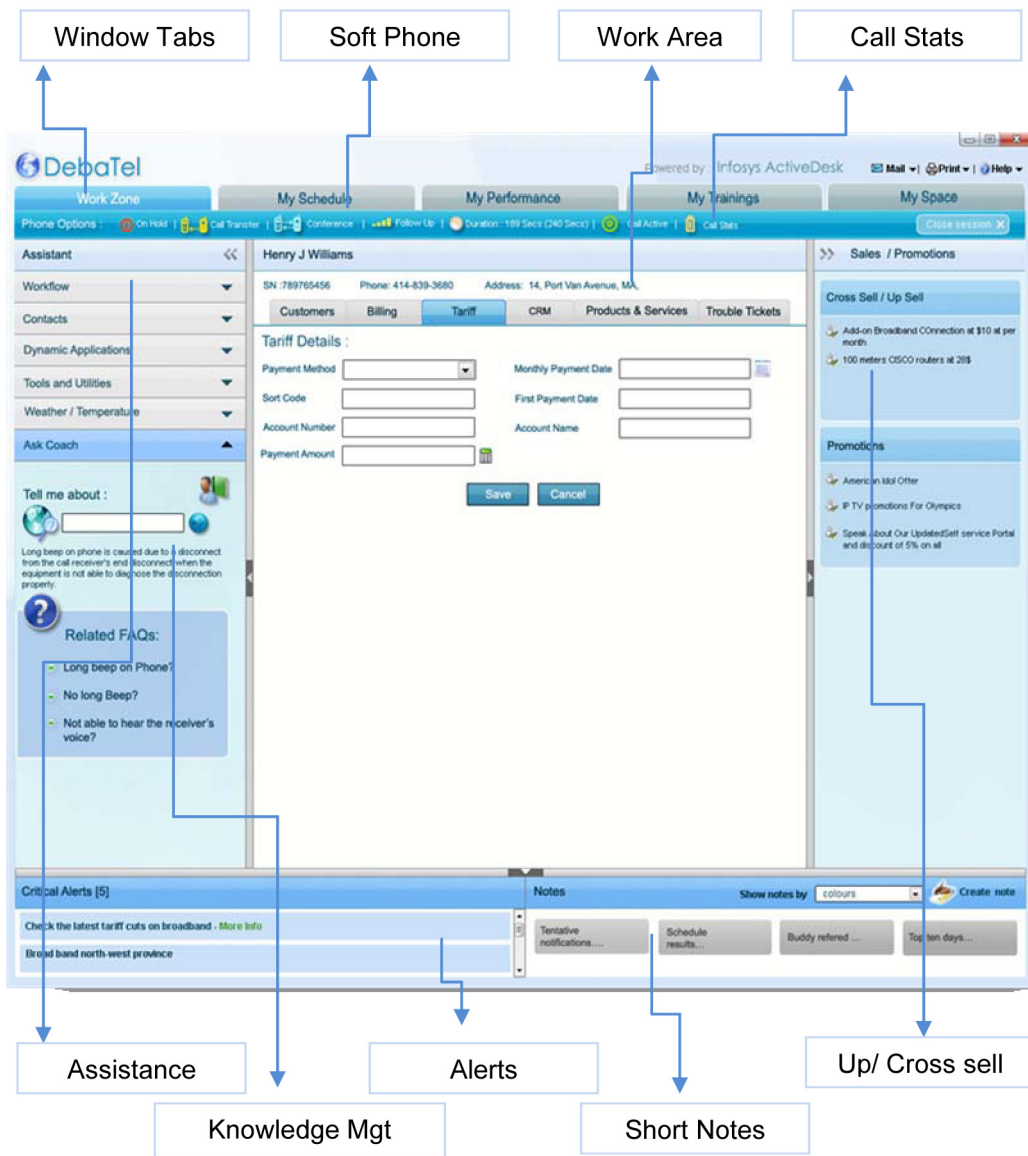 Window Tabs
Soft Phone
Work Area
Call Stats
DebaTel
Powered by : Infosys ActiveDesk
Mail | Print | Help
Work Zone
My Schedule
My Performance
My Trainings
My Space
Phone Options : On Hold | Call Transfer | Conference | Follow Up | Duration : 189 Secs (240 Secs) | Call Active | Call Stats
Close session X
Assistant
Workflow
Contacts
Dynamic Applications
Tools and Utilities
Weather / Temperature
Ask Coach
Tell me about :
Long beep on phone is caused due to a disconnect
from the call receiver's end disconnect when the
equipment is not able to diagnose the disconnection
properly.
?
Related FAQs:
Long beep on Phone?
No long Beep?
Not able to hear the receiver's
voice?
Henry J Williams
SN :789765456 Phone: 414-839-3680 Address: 14, Port Van Avenue, MA,
Customers
Billing
Tariff
CRM
Products & Services
Trouble Tickets
Tariff Details :
Payment Method
Monthly Payment Date
Sort Code
First Payment Date
Account Number
Account Name
Payment Amount
Save
Cancel
Sales / Promotions
Cross Sell / Up Sell
Add-on Broadband COnnection at $10 at per
month
100 meters CISCO routers at 28$
Promotions
American Idol Offer
IP TV promotions For Olympics
Speak About Our UpdatedSelf service Portal
and discount of 5% on all
Critical Alerts [5]
Check the latest tariff cuts on broadband - More Info
Broad band north-west province
Notes
Show notes by
colours
Create note
Tentative
notifications....
Schedule
results...
Buddy refered ....
Top ten days...
Assistance
Alerts
Up/ Cross sell
Knowledge Mgt
Short Notes